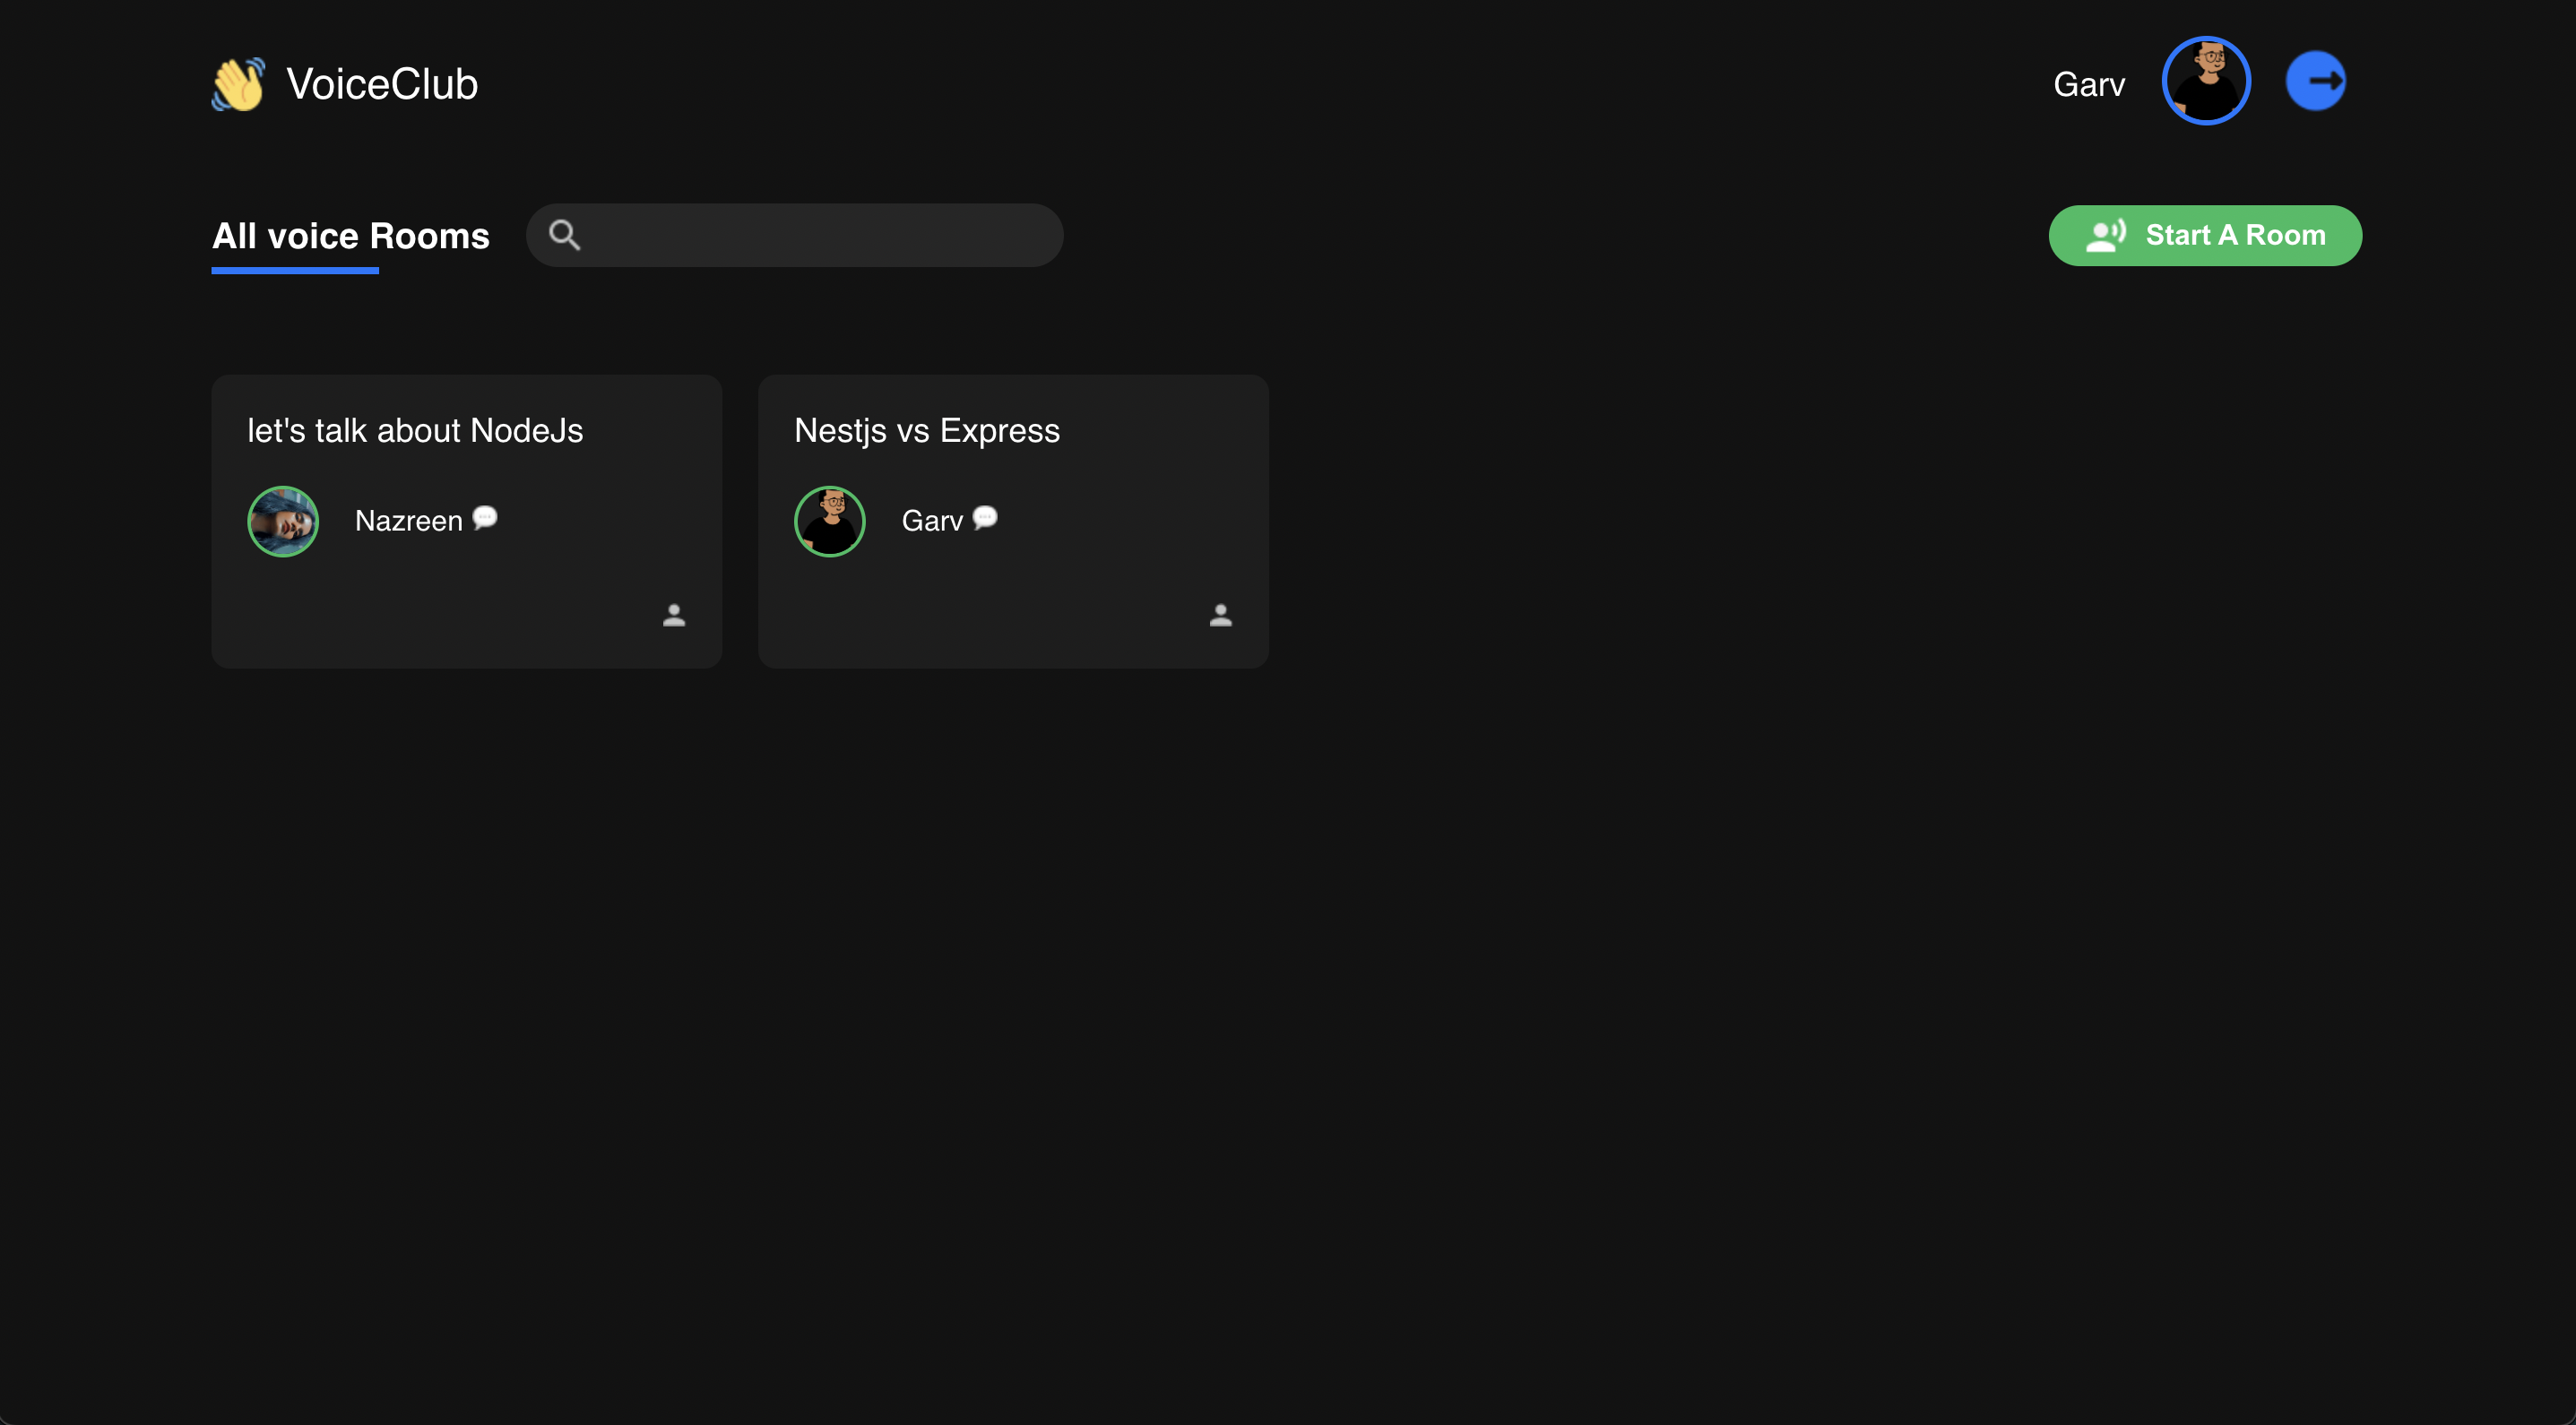 VoiceClub
Garv
All voice Rooms
Start A Room
let's talk about NodeJs
Nazreen
Nestjs vs Express
Garv